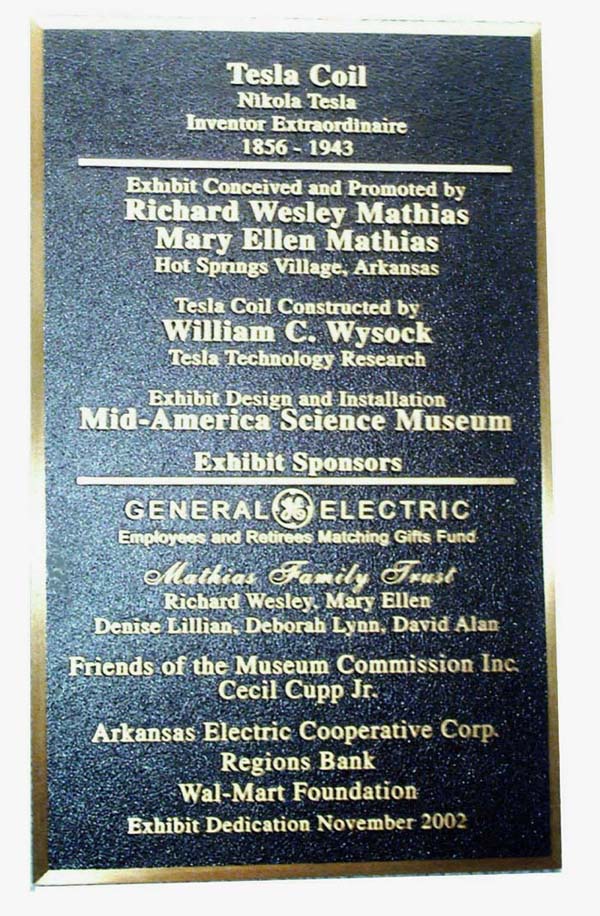 Tesla Coil
Nikola Tesla
Inventor Extraordinaire
1856 - 1943
Exhibit Conceived and Promoted by
Richard Wesley Mathias
Mary Ellen Mathias
Hot Springs Village, Arkansas
Tesla Coil Constructed by
William C. Wysock
Tesla Technology Research
Exhibit Design and Installation
Mid-America Science Museum
Exhibit Sponsors
GENERAL GE ELECTRIC
Employees and Retirees Matching Gifts Fund
Mathias Family Trust
Richard Wesley, Mary Ellen
Denise Lillian, Deborah Lynn, David Alan
Friends of the Museum Commission Inc.
Cecil Cupp Jr.
Arkansas Electric Cooperative Corp.
Regions Bank
Wal-Mart Foundation
Exhibit Dedication November 2002